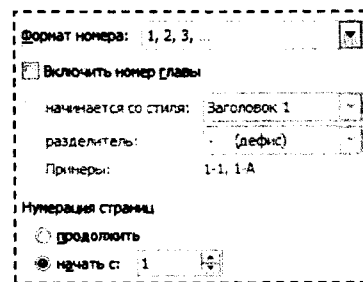 Формат номера: 1, 2, 3, ...
Включить номер главы
начинается со стиля: Заголовок 1
разделитель: - (дефис)
Примеры: 1-1, 1-A
Нумерация страниц
продолжить
начать с: 1